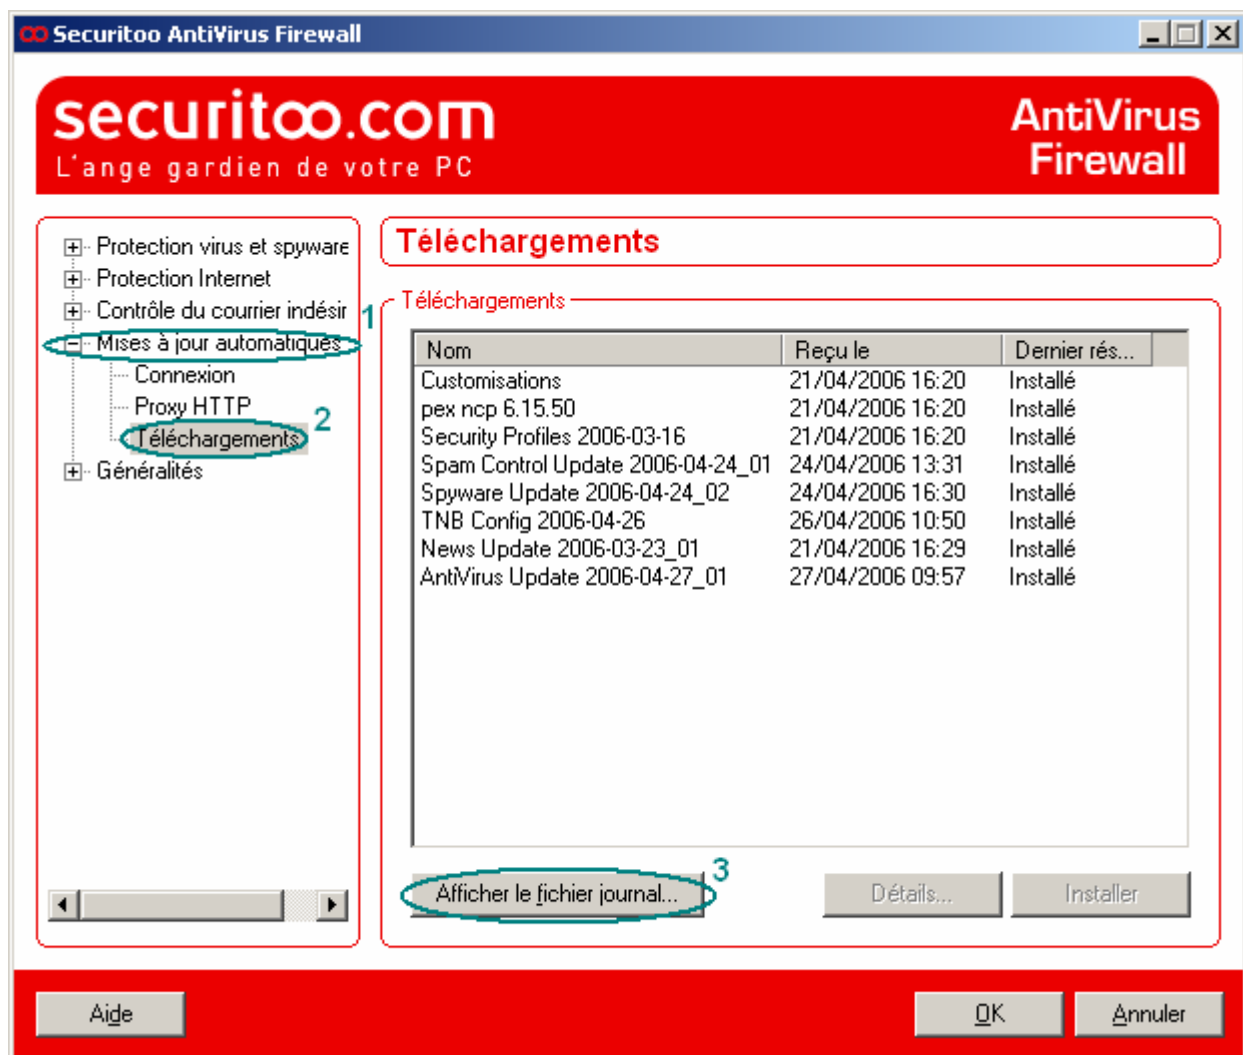 Securitoo AntiVirus Firewall
securitoo.com
L'ange gardien de votre PC
AntiVirus
Firewall
Protection virus et spyware
Protection Internet
Contrôle du courrier indésir
1
Mises à jour automatiques
Connexion
Proxy HTTP
2
Téléchargements
Généralités
Téléchargements
Téléchargements
Nom Reçu le Dernier rés...
Customisations 21/04/2006 16:20 Installé
pex ncp 6.15.50 21/04/2006 16:20 Installé
Security Profiles 2006-03-16 21/04/2006 16:20 Installé
Spam Control Update 2006-04-24_01 24/04/2006 13:31 Installé
Spyware Update 2006-04-24_02 24/04/2006 16:30 Installé
TNB Config 2006-04-26 26/04/2006 10:50 Installé
News Update 2006-03-23_01 21/04/2006 16:29 Installé
AntiVirus Update 2006-04-27_01 27/04/2006 09:57 Installé
3
Afficher le fichier journal... Détails... Installer
Aide OK Annuler